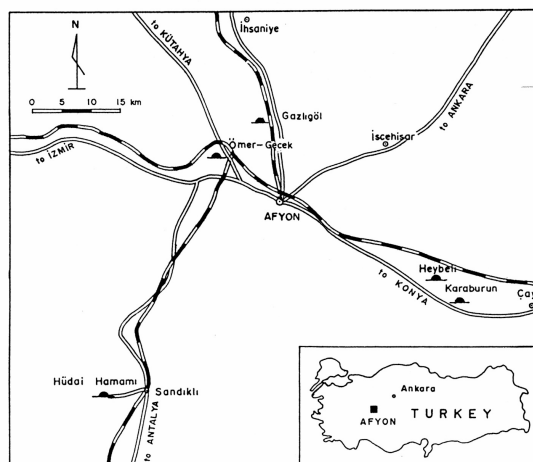 N
İhsaniye
to KÜTAHYA
0 5 10 15 km
Gazlıgöl
to ANKARA
İscehisar
Ömer-Gecek
to İZMİR
AFYON
to KONYA
Heybeli
Karaburun
Çay
Hüdai Hamamı
Sandıklı
to ANTALYA
Ankara
AFYON
TURKEY